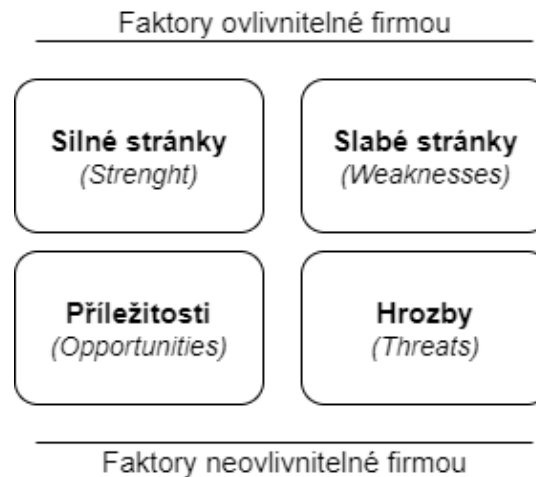 Faktory ovlivnitelné firmou
Silné stránky
(Strenght)
Slabé stránky
(Weaknesses)
Příležitosti
(Opportunities)
Hrozby
(Threats)
Faktory neovlivnitelné firmou